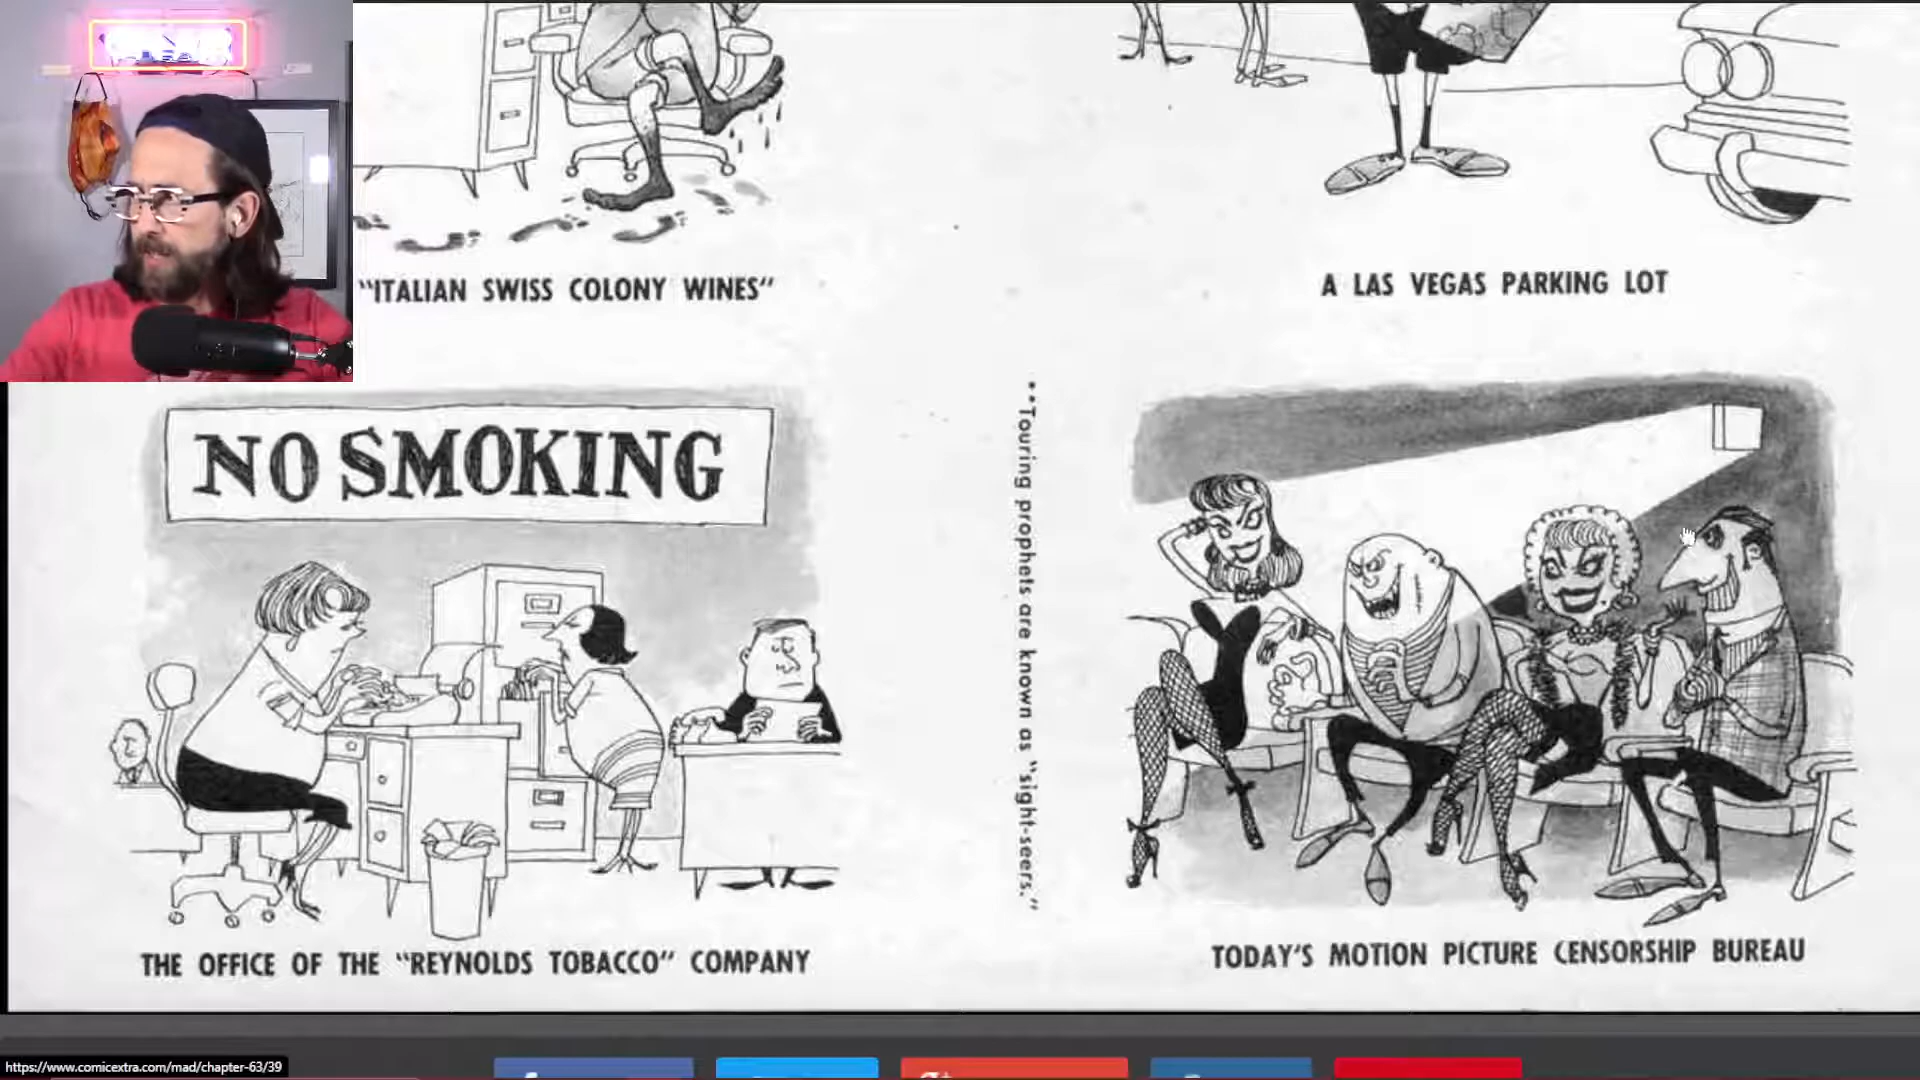 "ITALIAN SWISS COLONY WINES"
A LAS VEGAS PARKING LOT
NO SMOKING
**Touring prophets are known as "sight-seers."
THE OFFICE OF THE "REYNOLDS TOBACCO" COMPANY
TODAY'S MOTION PICTURE CENSORSHIP BUREAU
https://www.comicextra.com/mad/chapter-63/39